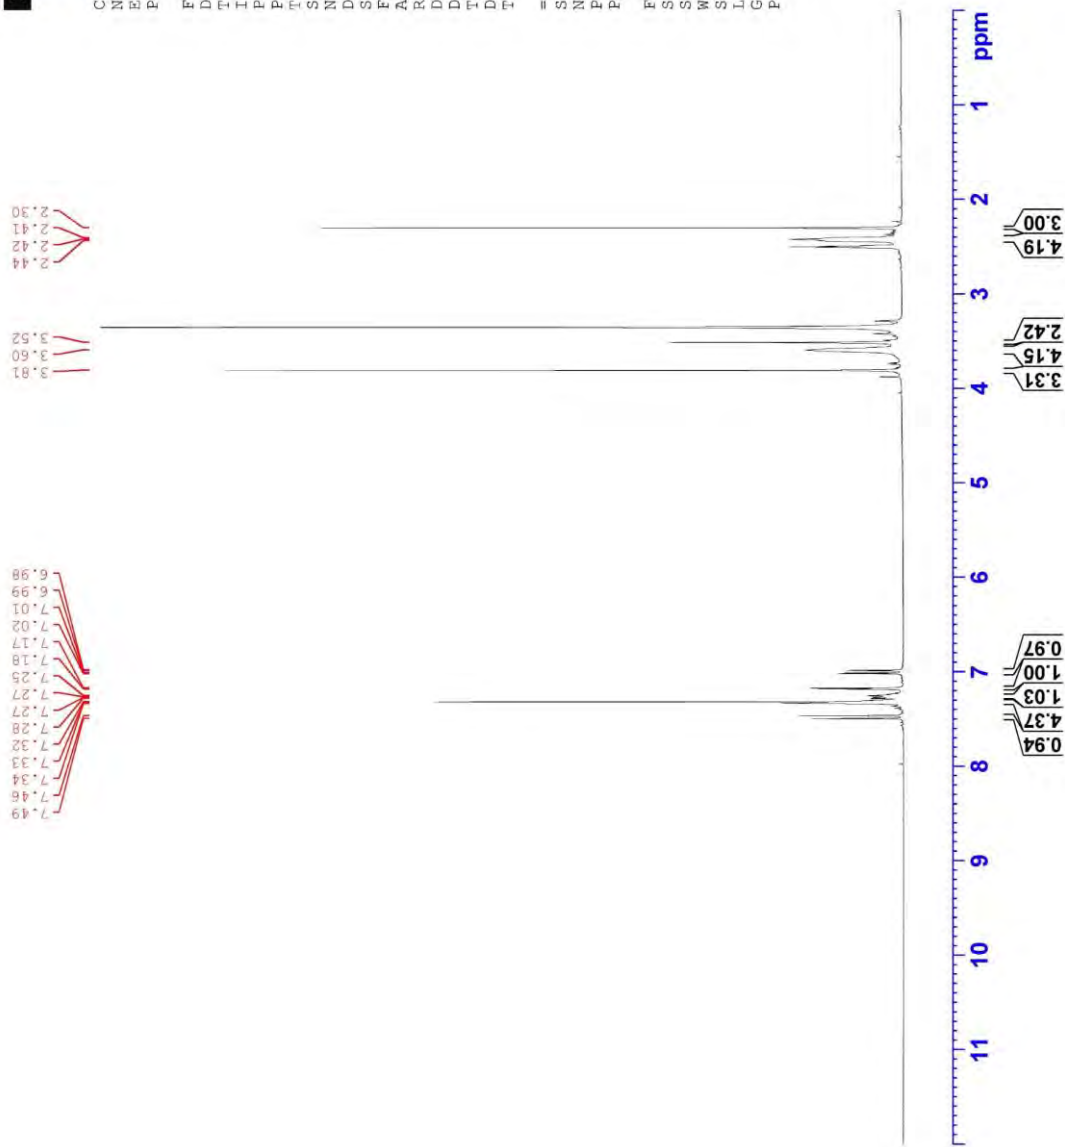 7.49
7.46
7.34
7.33
7.32
7.28
7.27
7.27
7.25
7.18
7.17
7.02
7.01
6.99
6.98
3.81
3.60
3.52
2.44
2.42
2.41
2.30
C
N
E
P
F
D
T
I
P
P
T
S
N
D
S
F
A
R
D
D
T
D
T
=
S
N
P
P
F
S
S
W
S
L
G
P
11 10 9 8 7 6 5 4 3 2 1 ppm
0.94
4.37
1.03
1.00
0.97
3.31
4.15
2.42
4.19
3.00